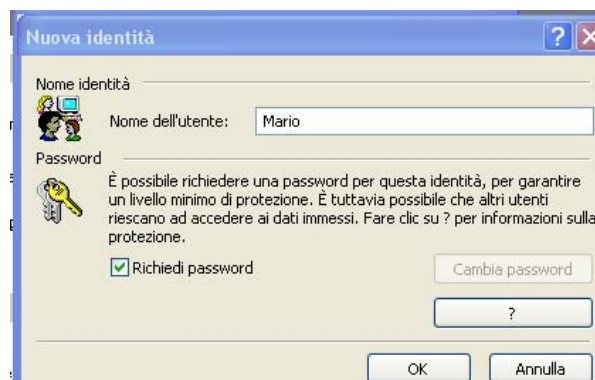 Nuova identità
Nome identità
Nome dell'utente: Mario
Password
È possibile richiedere una password per questa identità, per garantire
un livello minimo di protezione. È tuttavia possibile che altri utenti
riescano ad accedere ai dati immessi. Fare clic su ? per informazioni sulla
protezione.
Richiedi password
Cambia password
?
OK Annulla